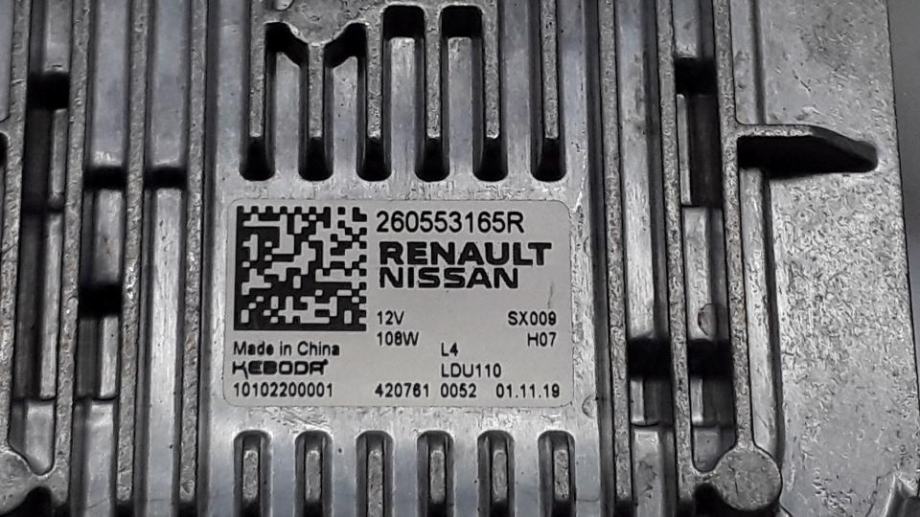 260553165R
RENAULT
NISSAN
12V SX009
108W H07
L4
Made in China
KEBODA LDU110
10102200001 420761 0052 01.11.19